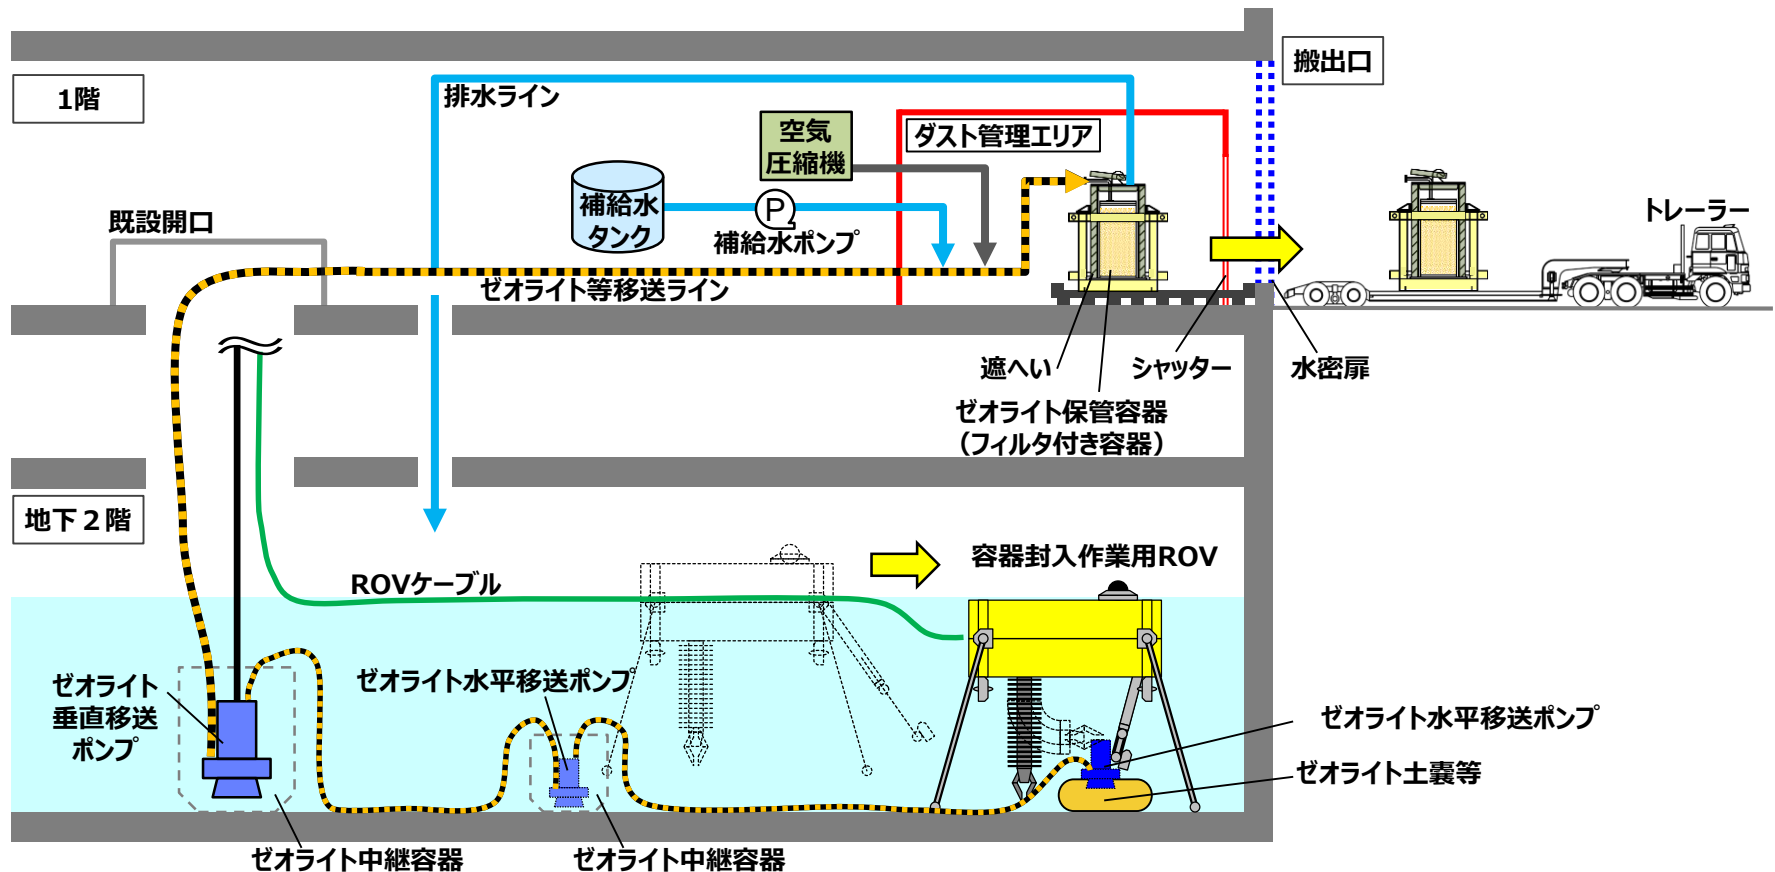 搬出口
1階
排水ライン
空気
圧縮機
ダスト管理エリア
補給水
タンク
P
補給水ポンプ
既設開口
トレーラー
ゼオライト等移送ライン
遮へい
シャッター
水密扉
ゼオライト保管容器
（フィルタ付き容器）
地下２階
容器封入作業用ROV
ROVケーブル
ゼオライト
垂直移送
ポンプ
ゼオライト水平移送ポンプ
ゼオライト水平移送ポンプ
ゼオライト土嚢等
ゼオライト中継容器
ゼオライト中継容器